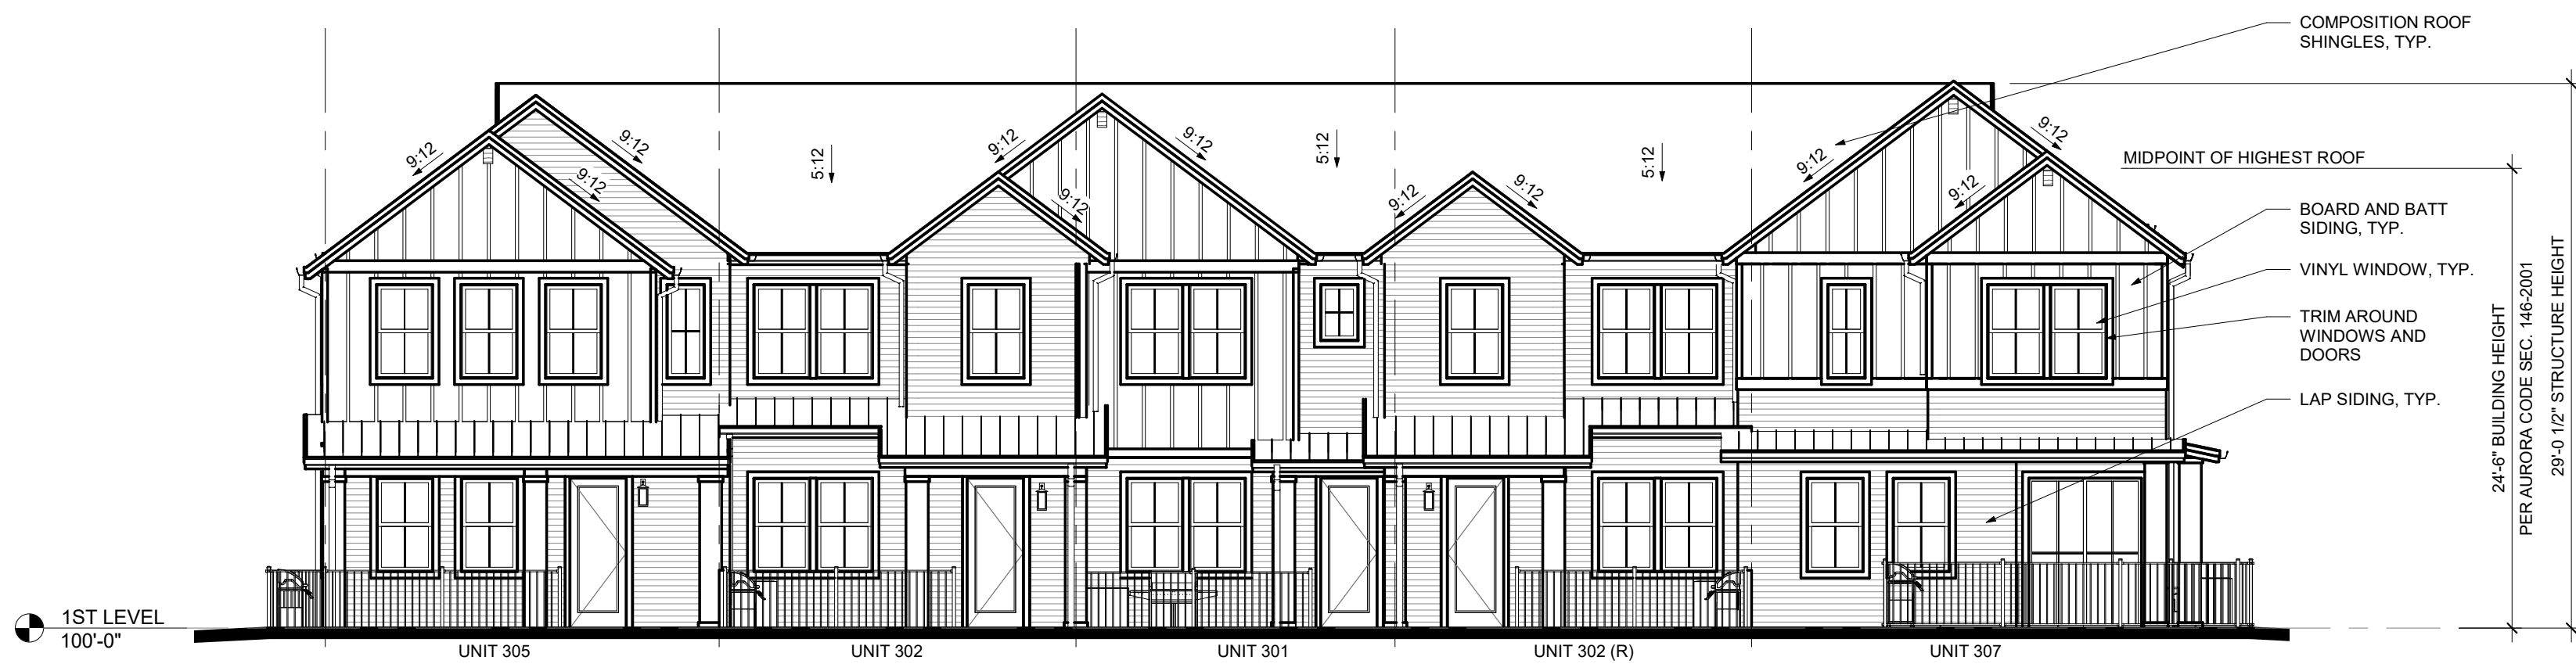 COMPOSITION ROOF
SHINGLES, TYP.
9:12
9:12
9:12
5:12
9:12
9:12
9:12
5:12
9:12
9:12
5:12
9:12
9:12
9:12
MIDPOINT OF HIGHEST ROOF
BOARD AND BATT
SIDING, TYP.
VINYL WINDOW, TYP.
TRIM AROUND
WINDOWS AND
DOORS
LAP SIDING, TYP.
24'-6" BUILDING HEIGHT
PER AURORA CODE SEC. 146-2001
29'-0 1/2" STRUCTURE HEIGHT
1ST LEVEL
100'-0"
UNIT 305
UNIT 302
UNIT 301
UNIT 302 (R)
UNIT 307